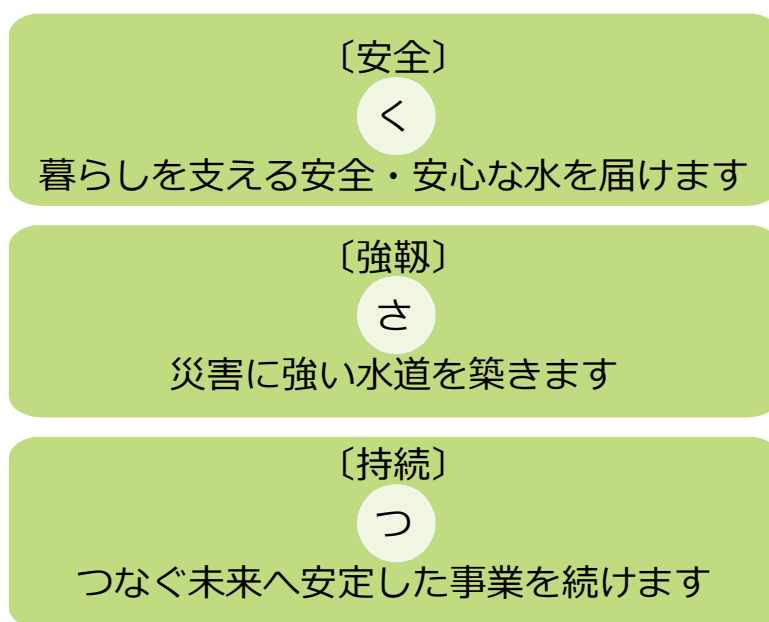 〔安全〕
く
暮らしを支える安全・安心な水を届けます
〔強靱〕
さ
災害に強い水道を築きます
〔持続〕
つ
つなぐ未来へ安定した事業を続けます